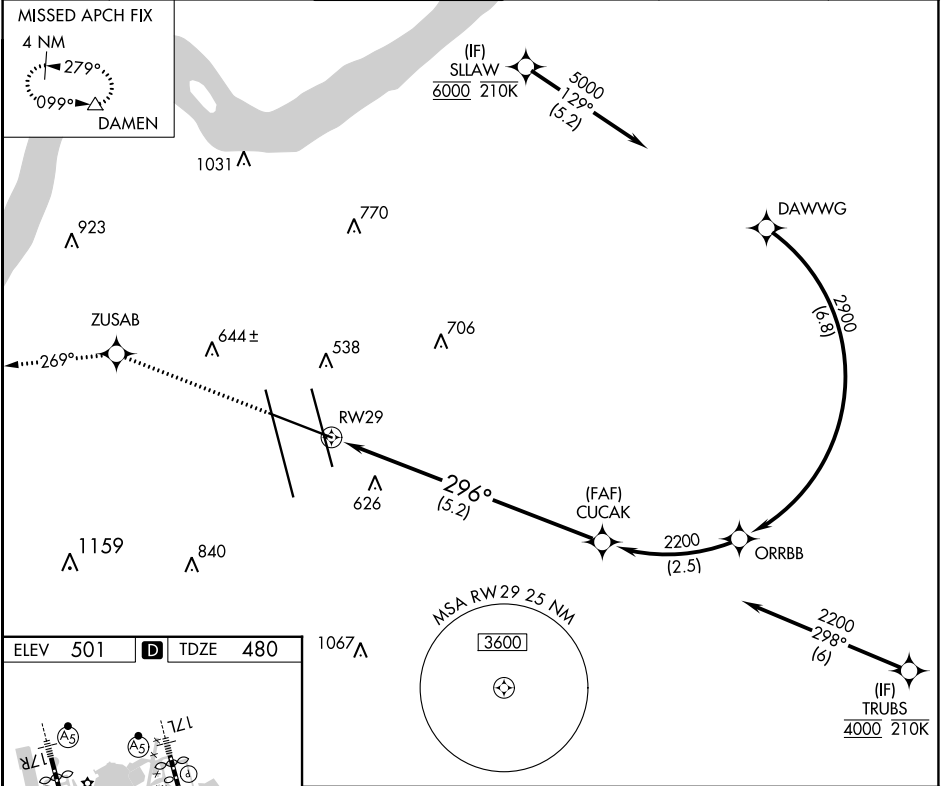 MISSED APCH FIX
4 NM
279°
099°
DAMEN
(IF)
SLLAW
6000 210K
5000
129°
(5.2)
1031
923
770
DAWWG
2900
(6.8)
ZUSAB
269°
644±
538
706
RW29
626
296°
(5.2)
(FAF)
CUCAK
2200
(2.5)
ORRBB
1159
840
MSA RW29 25 NM
3600
2200
298°
(6)
(IF)
TRUBS
4000 210K
1067
ELEV 501 D TDZE 480
A5
A5
17L
17R
P